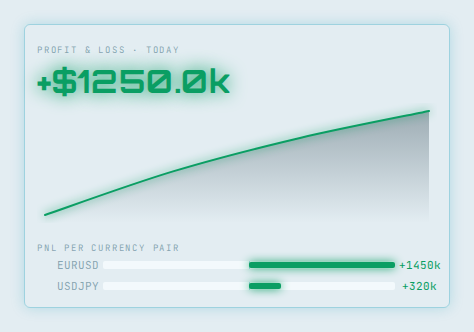 PROFIT & LOSS · TODAY
+$1250.0k
PNL PER CURRENCY PAIR
EURUSD +1450k
USDJPY +320k